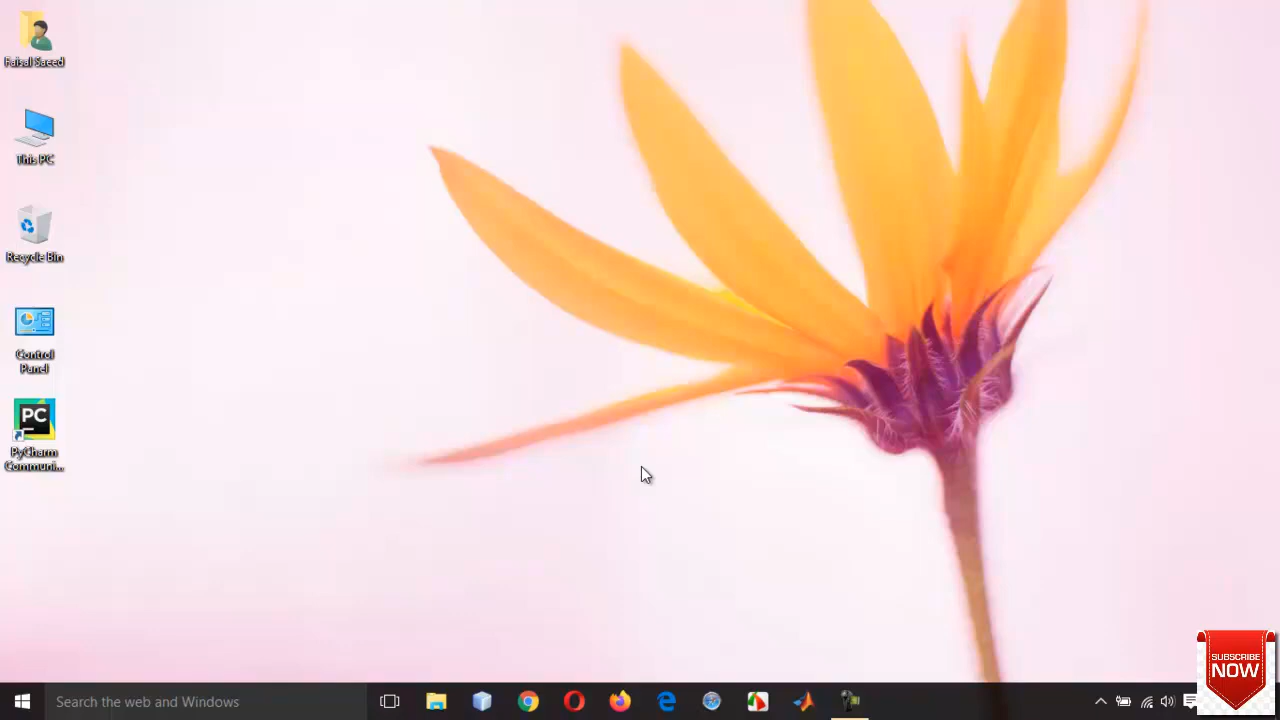 Faisal Saeed
This PC
Recycle Bin
Control
Panel
PC
PyCharm
Communi...
Search the web and Windows
SUBSCRIBE
NOW